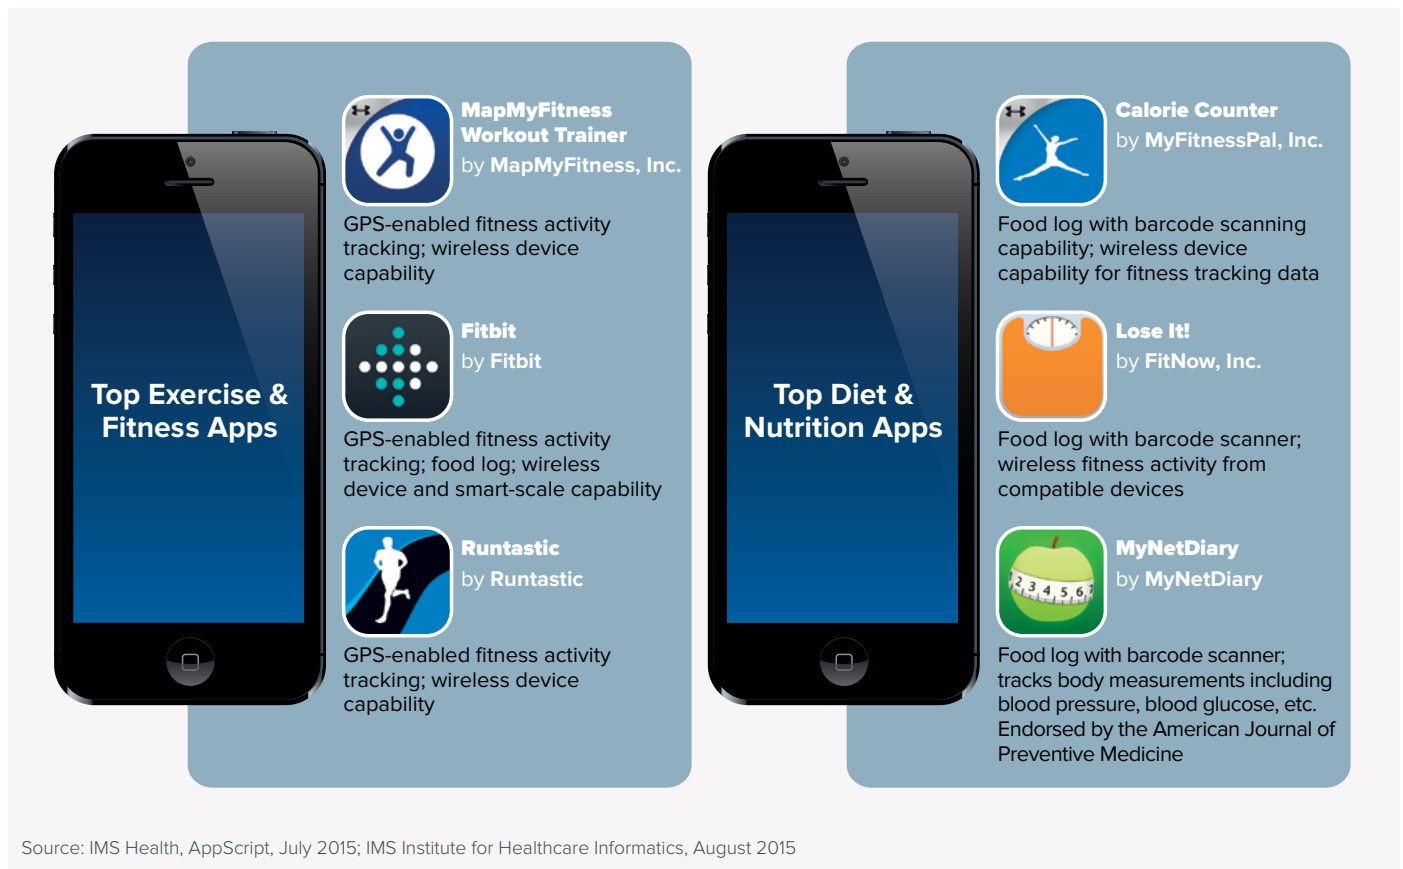 Top Exercise &
Fitness Apps
MapMyFitness
Workout Trainer
by MapMyFitness, Inc.
GPS-enabled fitness activity
tracking; wireless device
capability
Fitbit
by Fitbit
GPS-enabled fitness activity
tracking; food log; wireless
device and smart-scale capability
Runtastic
by Runtastic
GPS-enabled fitness activity
tracking; wireless device
capability
Top Diet &
Nutrition Apps
Calorie Counter
by MyFitnessPal, Inc.
Food log with barcode scanning
capability; wireless device
capability for fitness tracking data
Lose It!
by FitNow, Inc.
Food log with barcode scanner;
wireless fitness activity from
compatible devices
2 3 4 5 6
MyNetDiary
by MyNetDiary
Food log with barcode scanner;
tracks body measurements including
blood pressure, blood glucose, etc.
Endorsed by the American Journal of
Preventive Medicine
Source: IMS Health, AppScript, July 2015; IMS Institute for Healthcare Informatics, August 2015